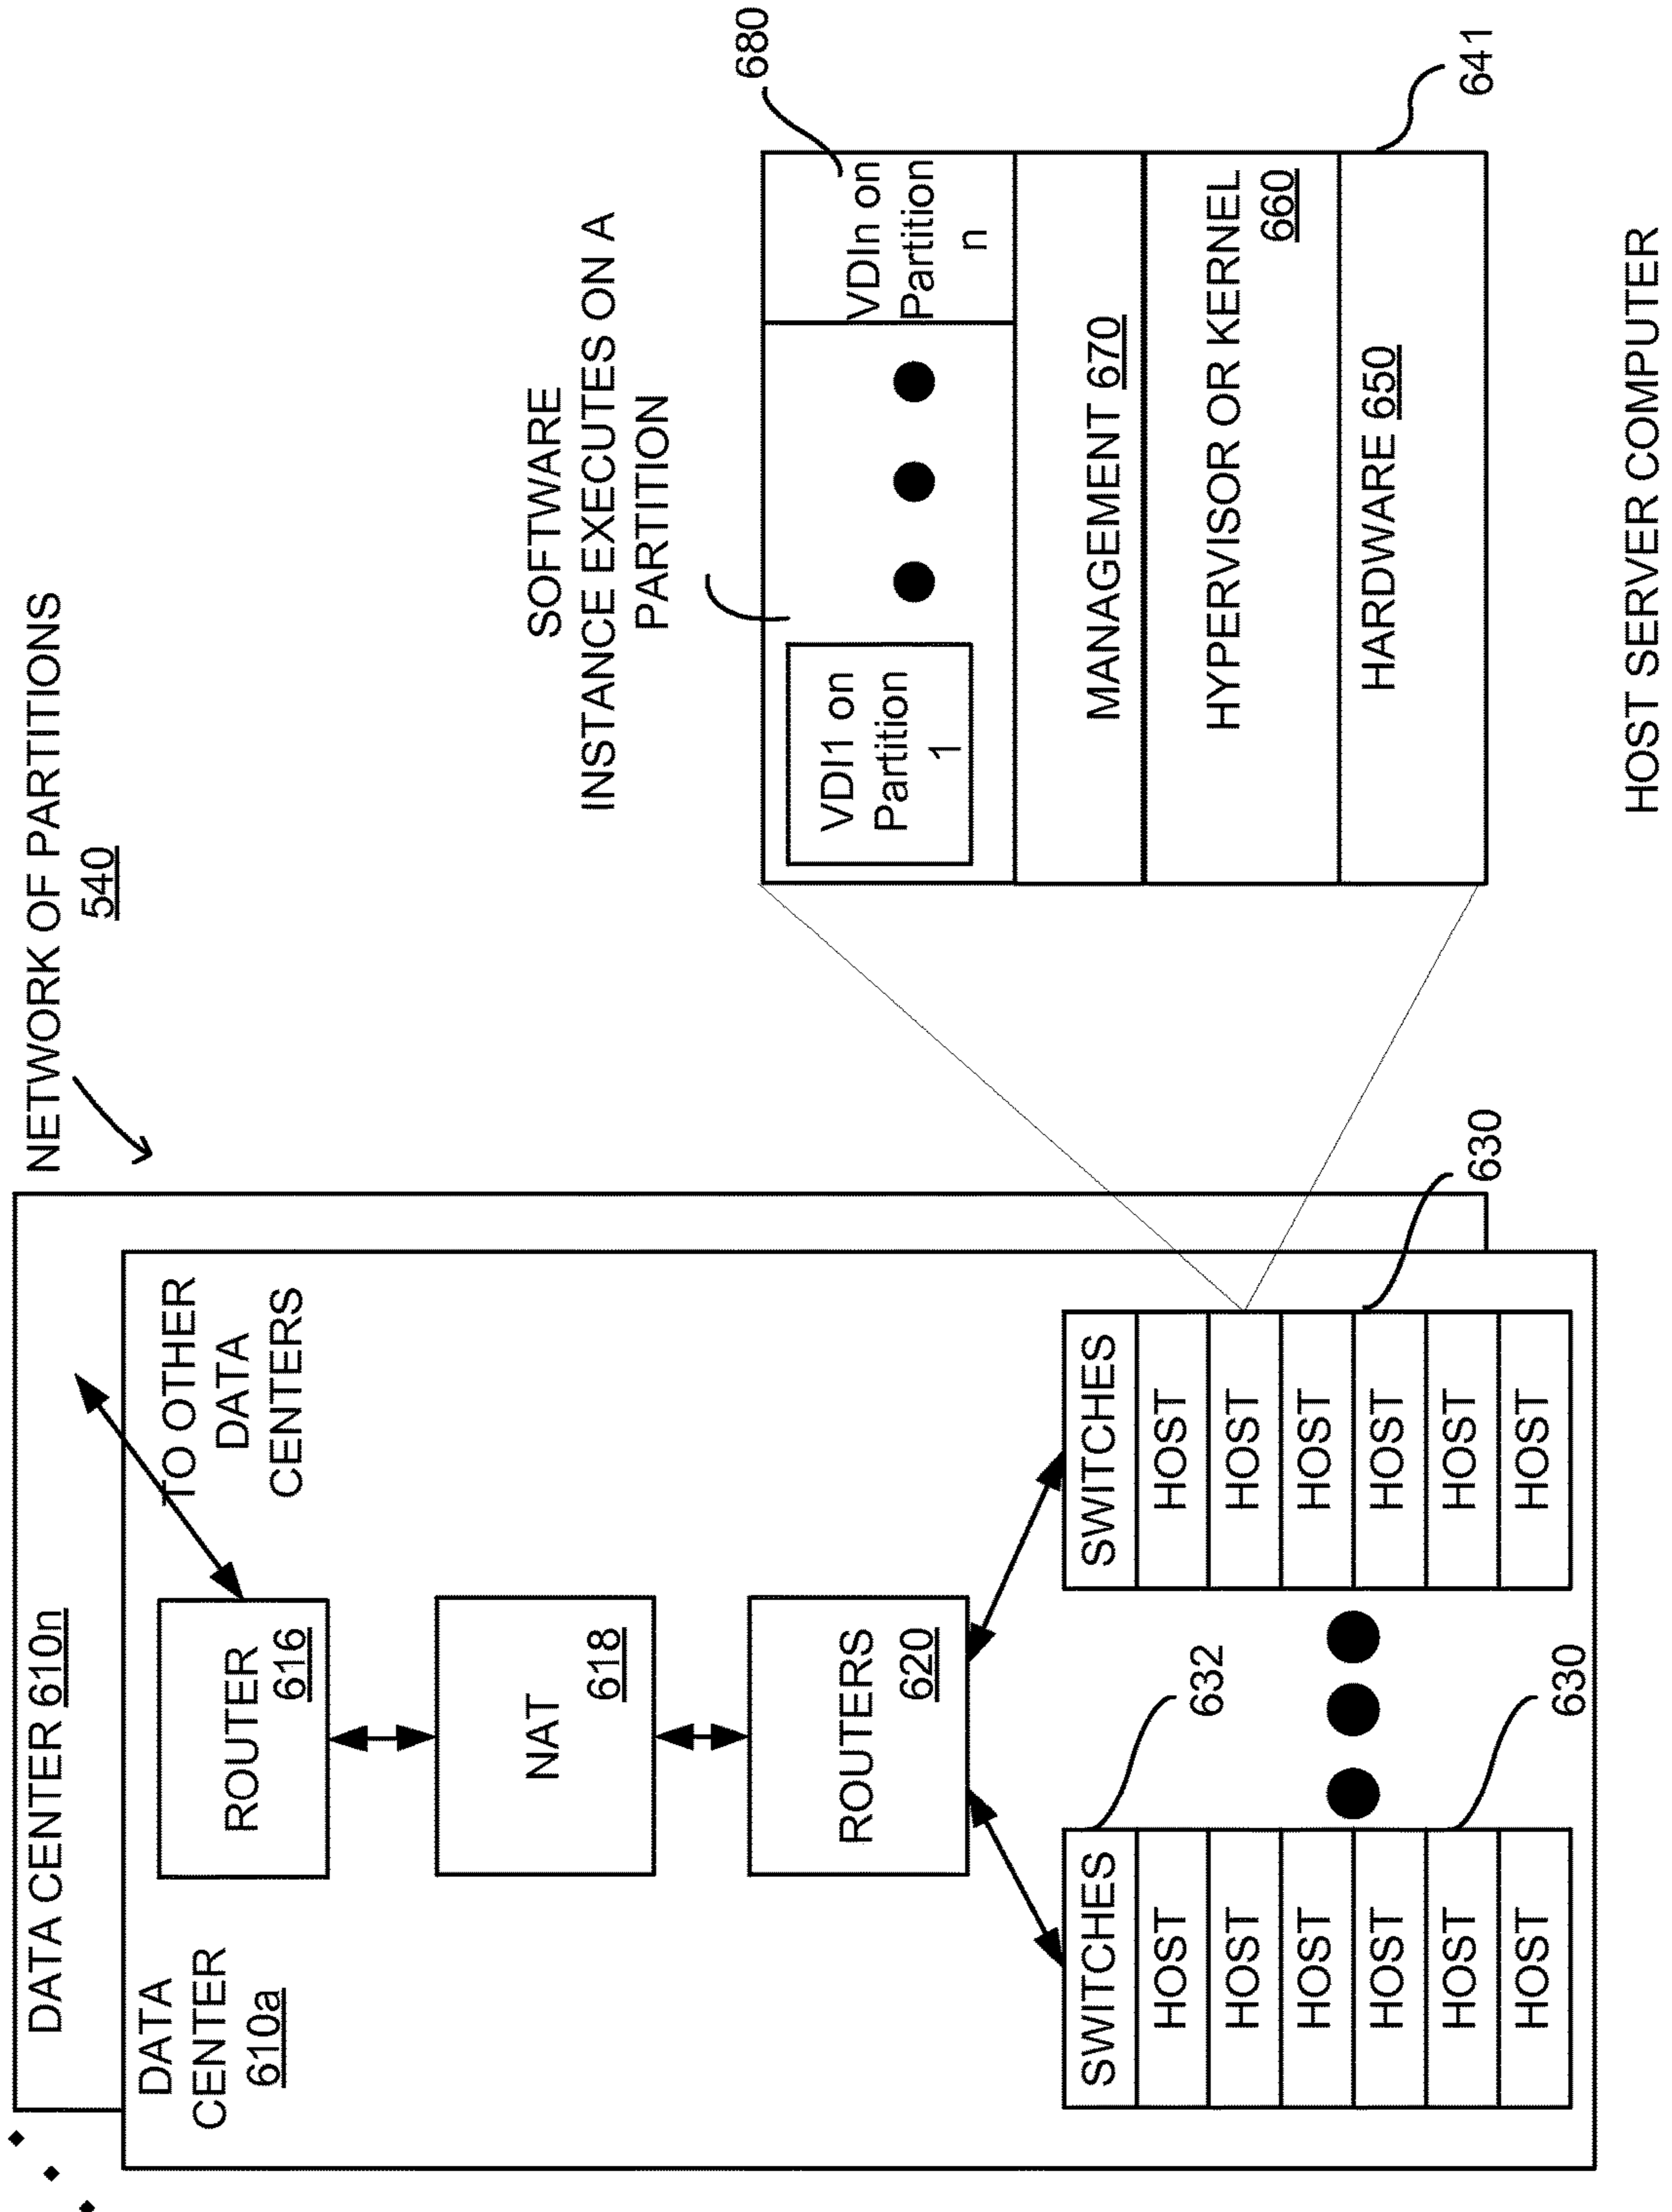 NETWORK OF PARTITIONS
540
DATA CENTER 610n
DATA
CENTER
610a
TO OTHER
DATA
CENTERS
ROUTER
616
NAT
618
ROUTERS
620
SWITCHES
HOST
HOST
HOST
HOST
HOST
HOST
632
630
SWITCHES
HOST
HOST
HOST
HOST
HOST
HOST
630
SOFTWARE
INSTANCE EXECUTES ON A
PARTITION
680
VDI1 on
Partition
1
VDIn on
Partition
n
MANAGEMENT 670
HYPERVISOR OR KERNEL
660
HARDWARE 650
641
HOST SERVER COMPUTER